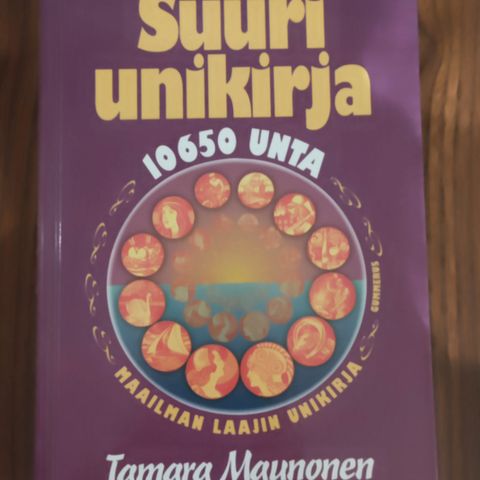 Suuri
unikirja
10650 UNTA
GUMMERUS
MAAILMAN LAAJIN UNIKIRJA
Tamara Maunonen